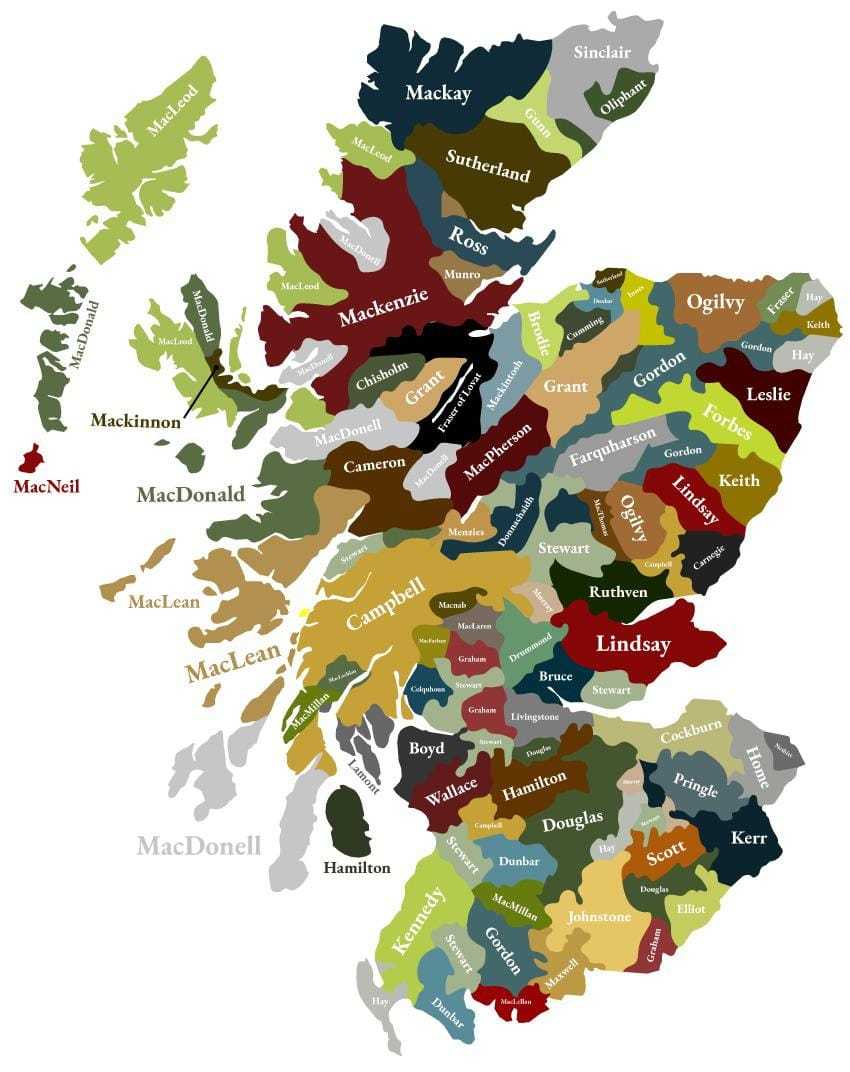 Sinclair
Mackay
Oliphant
MacLeod
Gunn
MacLeod
Sutherland
MacDonell
Ross
Munro
MacLeod
Mackenzie
Sutherland
Dunbar
Innes
Ogilvy
Fraser
Hay
Keith
MacDonald
MacDonald
MacLeod
Brodie
Cumming
Gordon
Hay
MacDonell
Chisholm
Grant
Fraser of Lovat
Mackintosh
Grant
Gordon
Leslie
Mackinnon
Forbes
MacDonell
MacPherson
Farquharson
Gordon
Cameron
MacDonell
Keith
MacNeil
MacDonald
Lindsay
Donnachaidh
MacThomas
Ogilvy
Menzies
Stewart
Stewart
Campbell
Carnegie
MacLean
Campbell
Ruthven
Macnab
Murray
MacLaren
MacFarlane
Drummond
Lindsay
MacLean
Graham
MacLachlan
Colquhoun
Stewart
Bruce
Stewart
MacMillan
Graham
Livingstone
Cockburn
Boyd
Stewart
Douglas
Home
Nesbitt
Lamont
Wallace
Hamilton
Pringle
Douglas
Stewart
Kerr
MacDonell
Campbell
Hay
Scott
Hamilton
Stewart
Dunbar
Douglas
Kennedy
MacMillan
Johnstone
Elliot
Stewart
Gordon
Graham
Maxwell
Hay
Dunbar
MacLellan